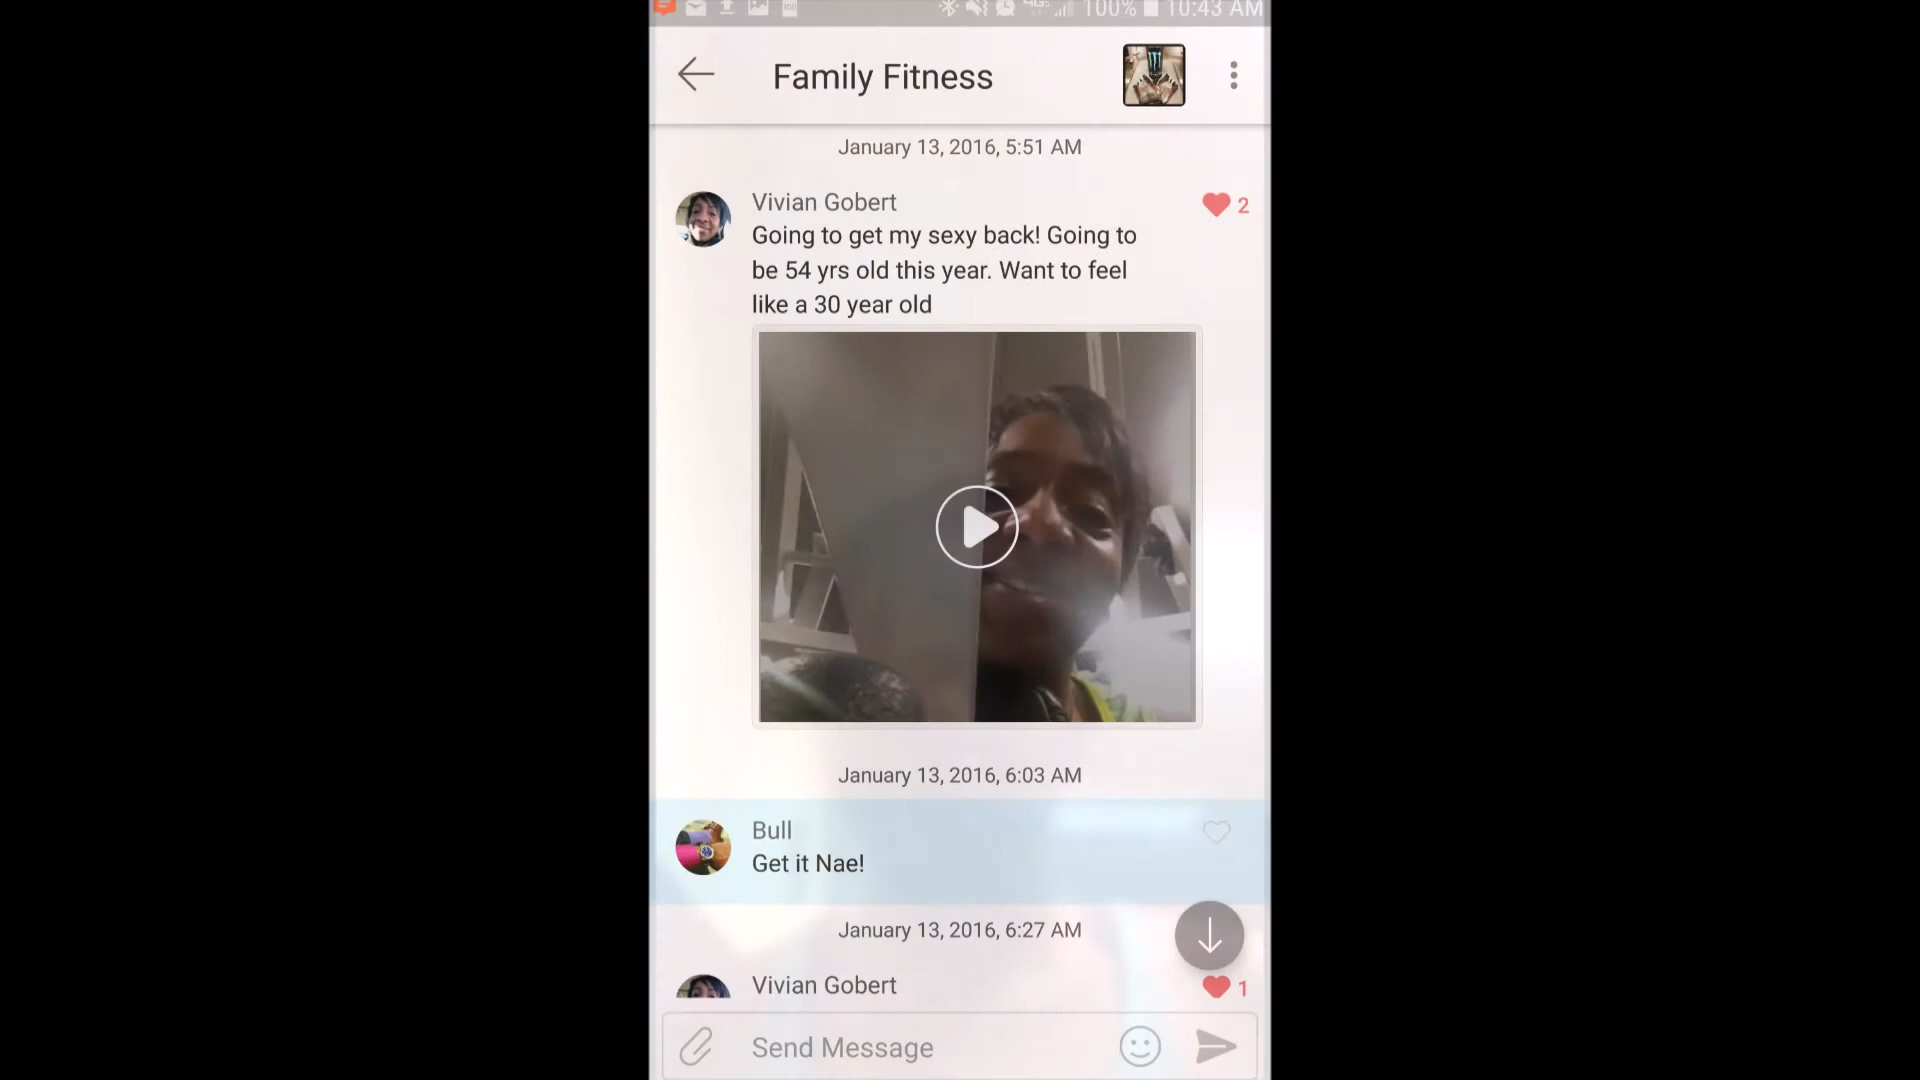 100% 10:43 AM
Family Fitness
January 13, 2016, 5:51 AM
Vivian Gobert
2
Going to get my sexy back! Going to
be 54 yrs old this year. Want to feel
like a 30 year old
January 13, 2016, 6:03 AM
Bull
Get it Nae!
January 13, 2016, 6:27 AM
Vivian Gobert
1
Send Message